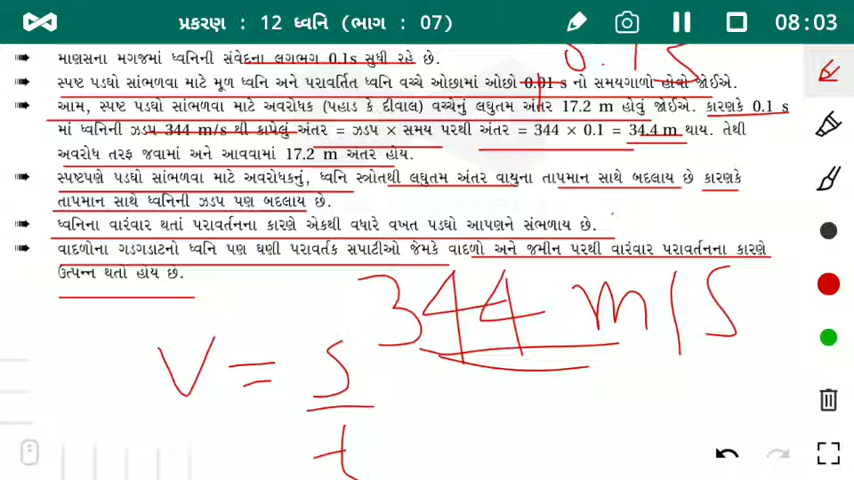 પ્રકરણ : 12 ધ્વનિ (ભાગ : 07)
08:03
0.1 S
માણસના મગજમાં ધ્વનિની સંવેદના લગભગ 0.1s સુધી રહે છે.
સ્પષ્ટ પડઘો સાંભળવા માટે મૂળ ધ્વનિ અને પરાવર્તિત ધ્વનિ વચ્ચે ઓછામાં ઓછો 0.01 s નો સમયગાળો હોવો જોઈએ.
આમ, સ્પષ્ટ પડઘો સાંભળવા માટે અવરોધક (પહાડ કે દીવાલ) વચ્ચેનું લઘુતમ અંતર 17.2 m હોવું જોઈએ. કારણકે 0.1 s
માં ધ્વનિની ઝડપ 344 m/s થી કાપેલું અંતર = ઝડપ × સમય પરથી અંતર = 344 × 0.1 = 34.4 m થાય. તેથી
અવરોધ તરફ જવામાં અને આવવામાં 17.2 m અંતર હોય.
સ્પષ્ટપણે પડઘો સાંભળવા માટે અવરોધકનું, ધ્વનિ સ્ત્રોતથી લઘુતમ અંતર વાયુના તાપમાન સાથે બદલાય છે કારણકે
તાપમાન સાથે ધ્વનિની ઝડપ પણ બદલાય છે.
ધ્વનિના વારંવાર થતાં પરાવર્તનના કારણે એકથી વધારે વખત પડઘો આપણને સંભળાય છે.
વાદળોના ગડગડાટનો ધ્વનિ પણ ઘણી પરાવર્તક સપાટીઓ જેમકે વાદળો અને જમીન પરથી વારંવાર પરાવર્તનના કારણે
ઉત્પન્ન થતો હોય છે.
344 m/s
V = s
t